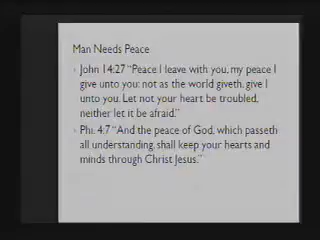 Man Needs Peace
John 14:27 "Peace I leave with you, my peace I
give unto you: not as the world giveth, give I
unto you. Let not your heart be troubled,
neither let it be afraid."
Phi. 4:7 "And the peace of God, which passeth
all understanding, shall keep your hearts and
minds through Christ Jesus."